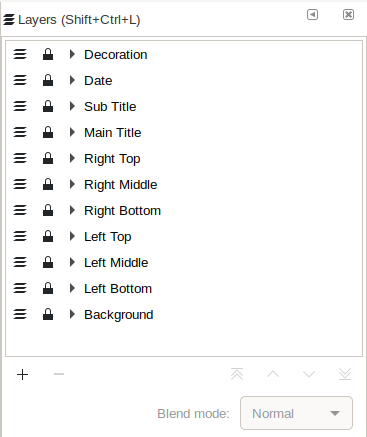 Layers (Shift+Ctrl+L)
Decoration
Date
Sub Title
Main Title
Right Top
Right Middle
Right Bottom
Left Top
Left Middle
Left Bottom
Background
Blend mode: Normal